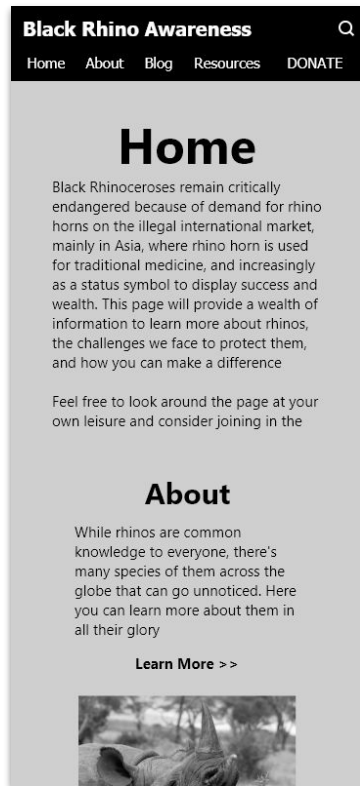 Black Rhino Awareness
Home About Blog Resources DONATE
Home
Black Rhinoceroses remain critically
endangered because of demand for rhino
horns on the illegal international market,
mainly in Asia, where rhino horn is used
for traditional medicine, and increasingly
as a status symbol to display success and
wealth. This page will provide a wealth of
information to learn more about rhinos,
the challenges we face to protect them,
and how you can make a difference
Feel free to look around the page at your
own leisure and consider joining in the
About
While rhinos are common
knowledge to everyone, there's
many species of them across the
globe that can go unnoticed. Here
you can learn more about them in
all their glory
Learn More >>